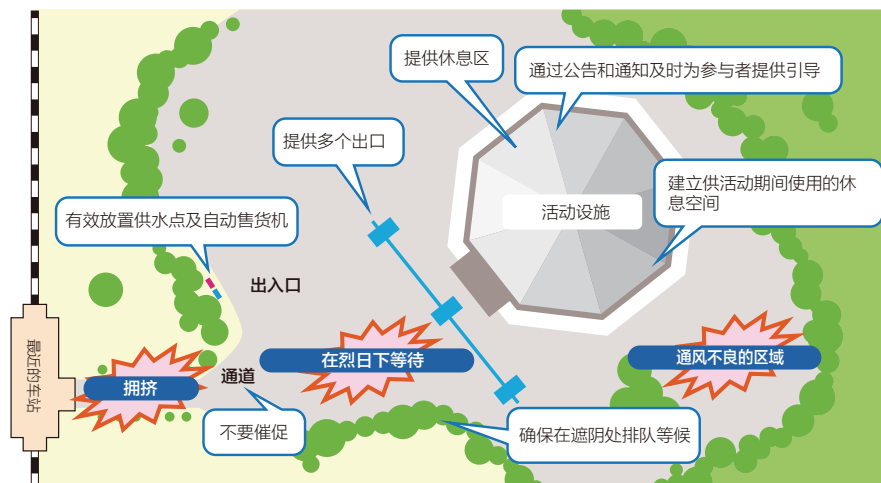 提供休息区
通过公告和通知及时为参与者提供引导
提供多个出口
建立供活动期间使用的休
息空间
有效放置供水点及自动售货机
活动设施
出入口
最近的车站
拥挤
通道
在烈日下等待
通风不良的区域
不要催促
确保在遮阴处排队等候